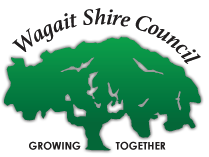 Wagait Shire Council
GROWING TOGETHER